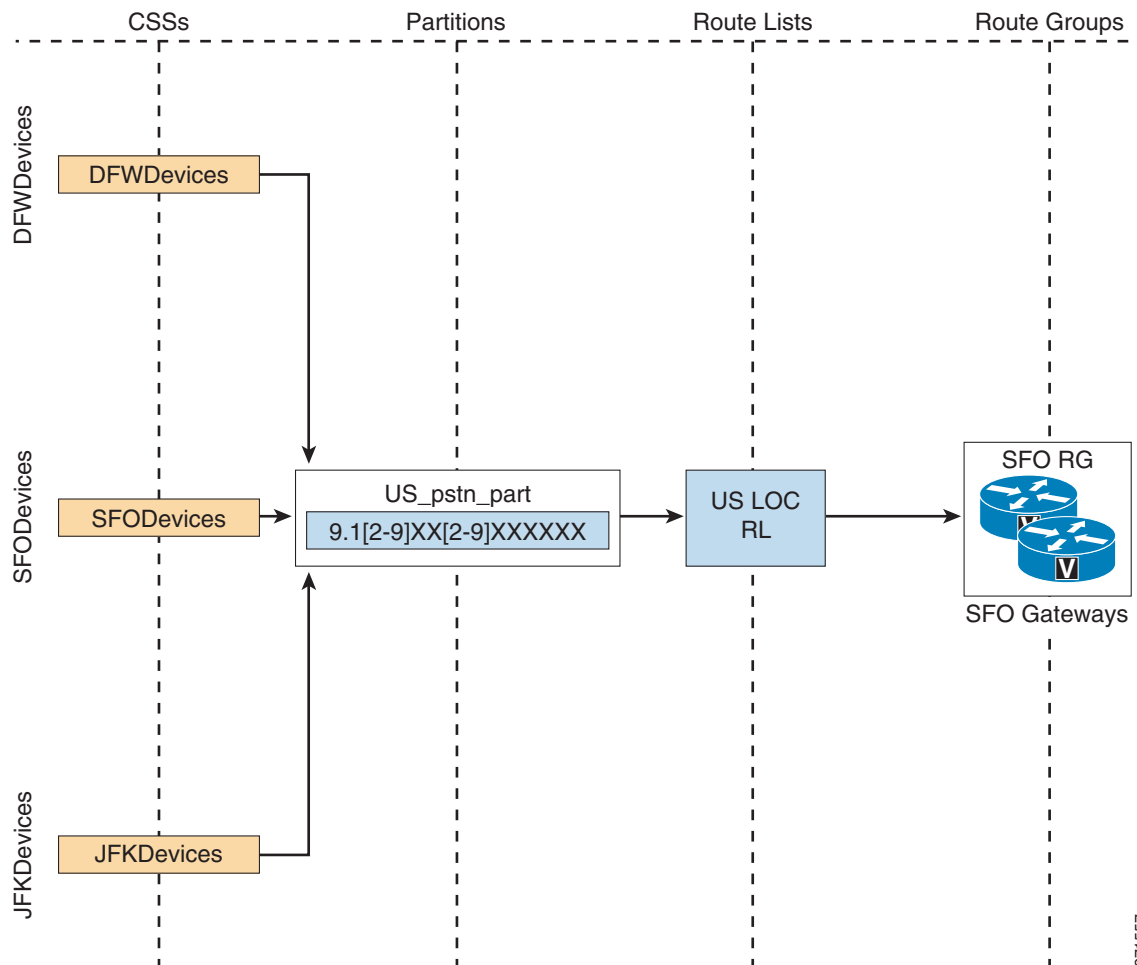 CSSs
Partitions
Route Lists
Route Groups
DFWDevices
DFWDevices
SFODevices
SFODevices
US_pstn_part
9.1[2-9]XX[2-9]XXXXXX
US LOC
RL
SFO RG
V
V
SFO Gateways
JFKDevices
JFKDevices